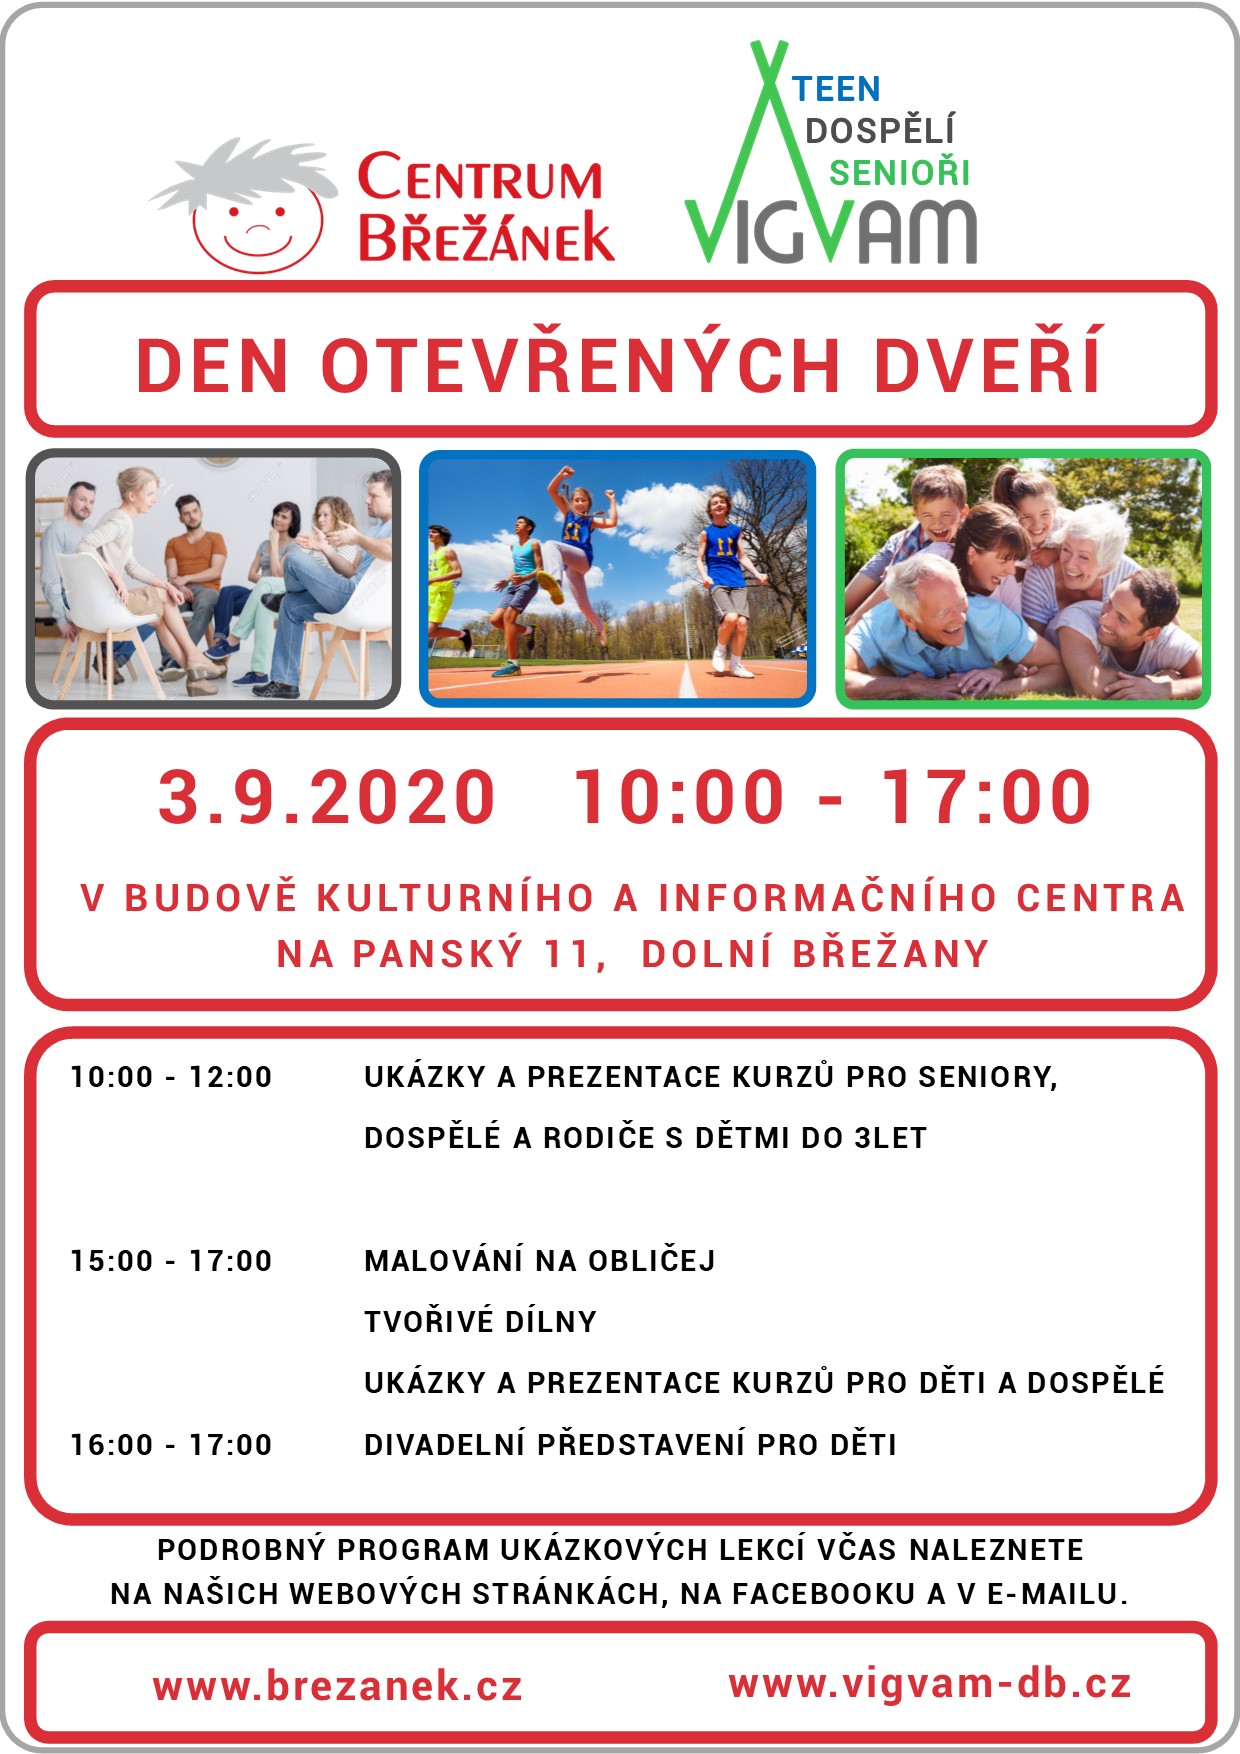 TEEN
DOSPĚLÍ
SENIOŘI
CENTRUM
BŘEŽÁNEK
VIGVAM
DEN OTEVŘENÝCH DVEŘÍ
3.9.2020 10:00 - 17:00
V BUDOVĚ KULTURNÍHO A INFORMAČNÍHO CENTRA
NA PANSKÝ 11, DOLNÍ BŘEŽANY
10:00 - 12:00 UKÁZKY A PREZENTACE KURZŮ PRO SENIORY,
DOSPĚLÉ A RODIČE S DĚTMI DO 3LET
15:00 - 17:00 MALOVÁNÍ NA OBLIČEJ
TVOŘIVÉ DÍLNY
UKÁZKY A PREZENTACE KURZŮ PRO DĚTI A DOSPĚLÉ
16:00 - 17:00 DIVADELNÍ PŘEDSTAVENÍ PRO DĚTI
PODROBNÝ PROGRAM UKÁZKOVÝCH LEKCÍ VČAS NALEZNETE
NA NAŠICH WEBOVÝCH STRÁNKÁCH, NA FACEBOOKU A V E-MAILU.
www.brezanek.cz www.vigvam-db.cz